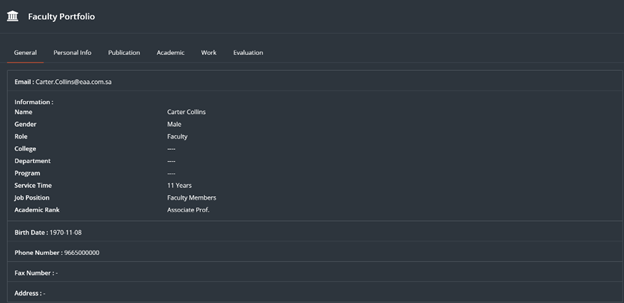 Faculty Portfolio
General Personal Info Publication Academic Work Evaluation
Email : Carter.Collins@eaa.com.sa
Information :
Name Carter Collins
Gender Male
Role Faculty
College ----
Department ----
Program ----
Service Time 11 Years
Job Position Faculty Members
Academic Rank Associate Prof.
Birth Date : 1970-11-08
Phone Number : 9665000000
Fax Number : -
Address : -